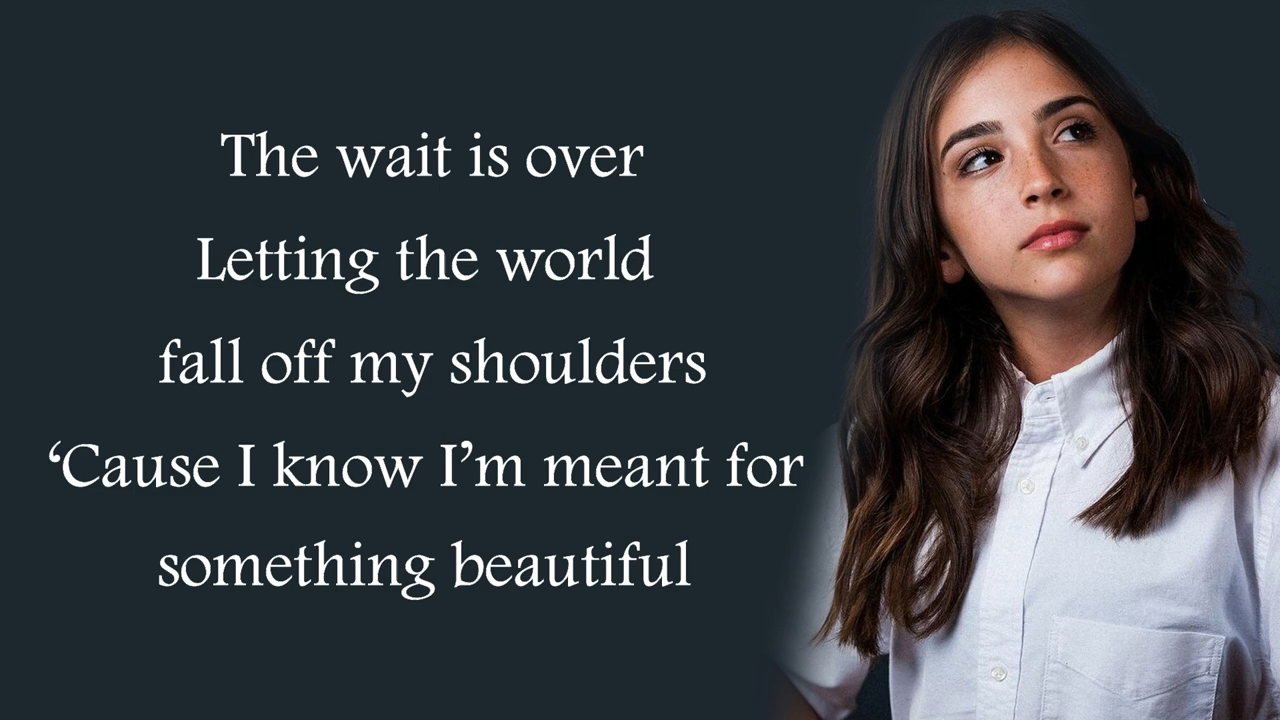 The wait is over
Letting the world
fall off my shoulders
‘Cause I know I’m meant for
something beautiful